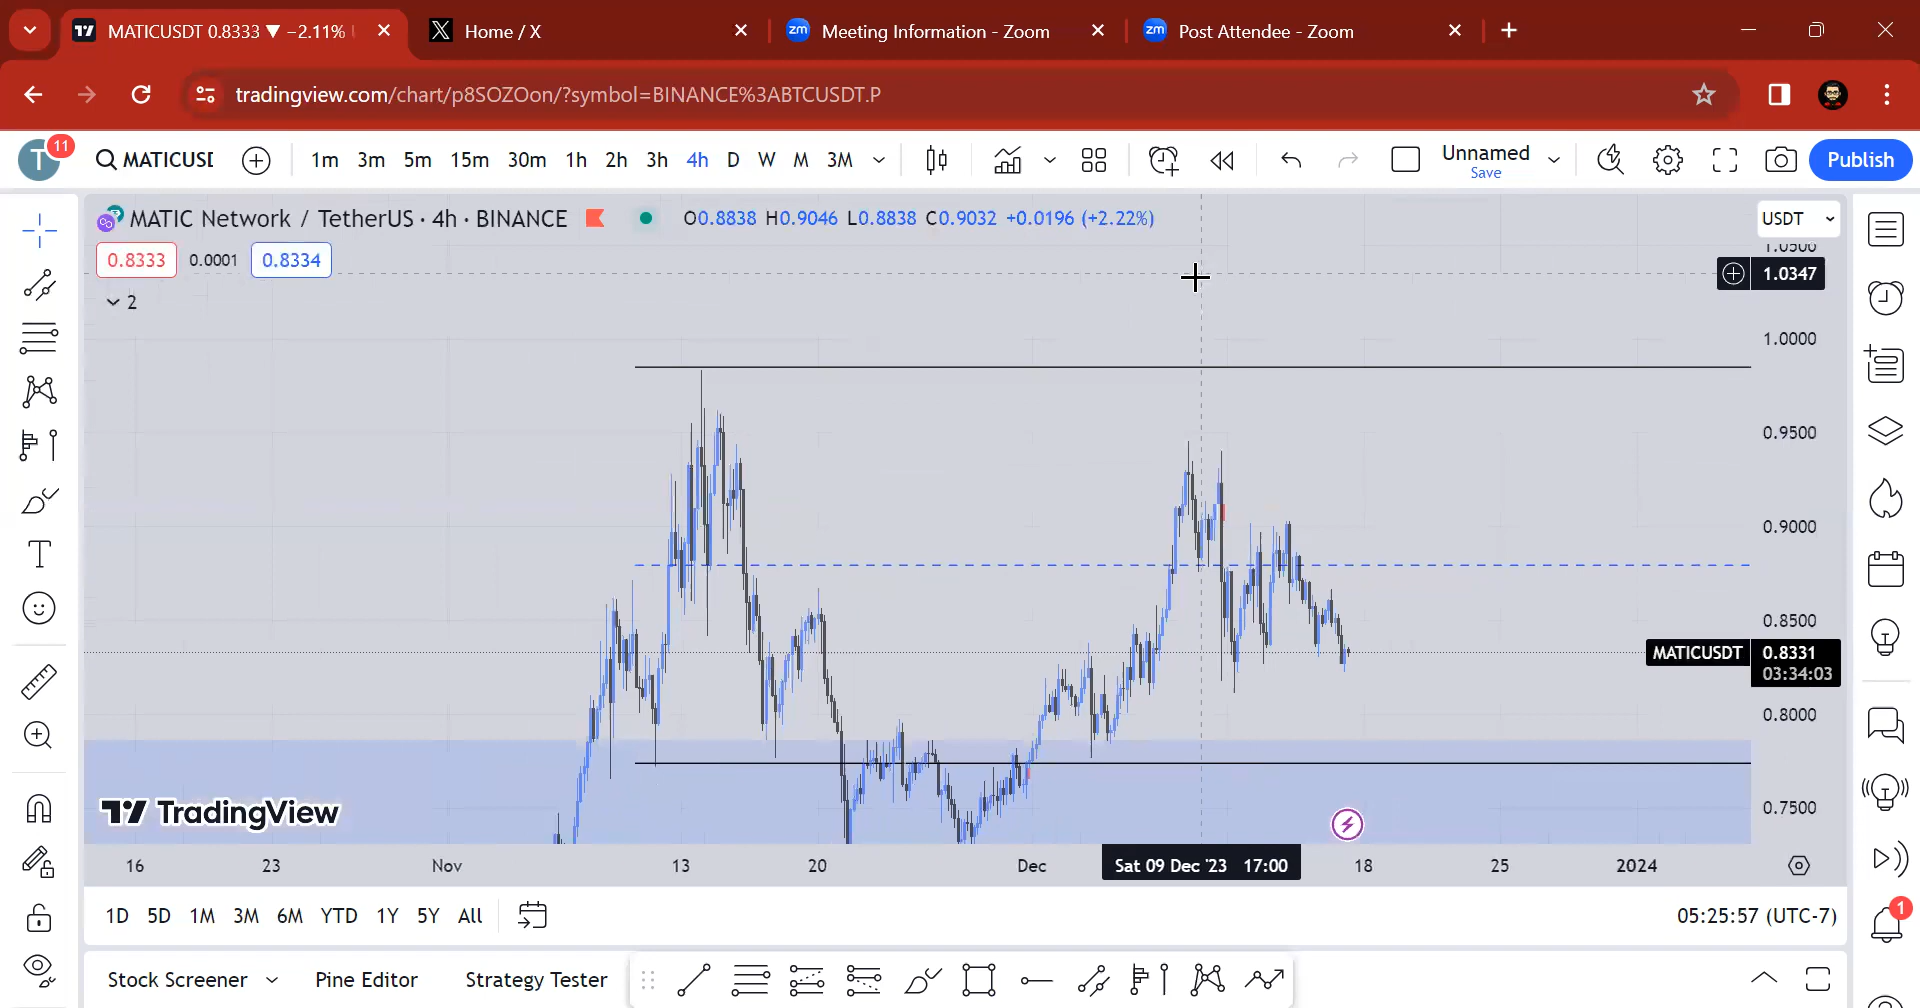 MATICUSDT 0.8333 ▼ −2.11%
Home / X
Meeting Information - Zoom
Post Attendee - Zoom
tradingview.com/chart/p8SOZOon/?symbol=BINANCE%3ABTCUSDT.P
T 11
MATICUSI
1m 3m 5m 15m 30m 1h 2h 3h 4h D W M 3M
Unnamed
Save
Publish
MATIC Network / TetherUS · 4h · BINANCE
O0.8838 H0.9046 L0.8838 C0.9032 +0.0196 (+2.22%)
USDT
0.8333 0.0001 0.8334
2
1.0500
1.0347
1.0000
0.9500
0.9000
0.8500
MATICUSDT 0.8331
03:34:03
0.8000
0.7500
TradingView
16 23 Nov 13 20 Dec Sat 09 Dec '23 17:00 18 25 2024
1D 5D 1M 3M 6M YTD 1Y 5Y All
05:25:57 (UTC-7)
1
Stock Screener Pine Editor Strategy Tester